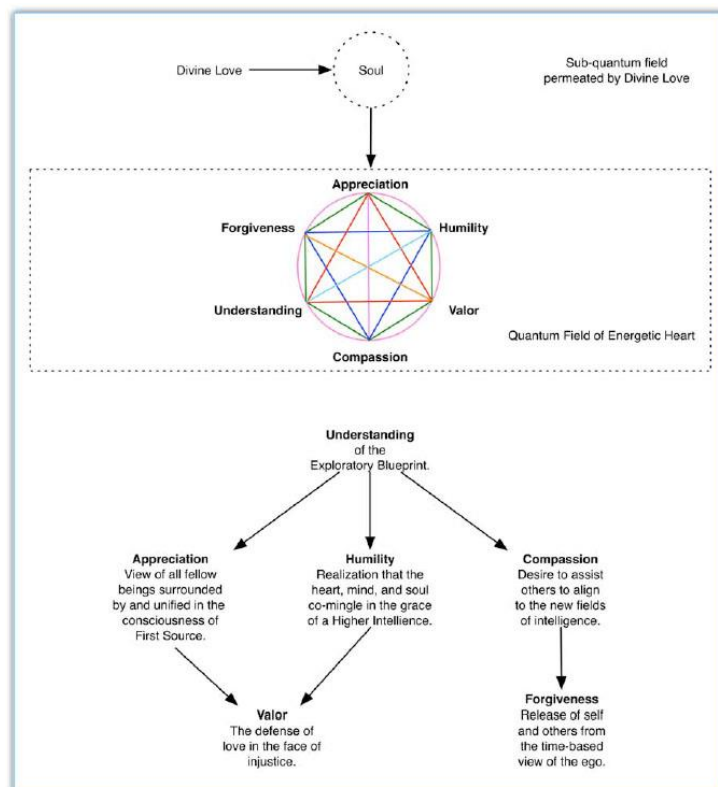 Divine Love
Soul
Sub-quantum field
permeated by Divine Love
Appreciation
Forgiveness
Humility
Understanding
Valor
Compassion
Quantum Field of Energetic Heart
Understanding
of the
Exploratory Blueprint.
Appreciation
View of all fellow
beings surrounded
by and unified in the
consciousness of
First Source.
Humility
Realization that the
heart, mind, and soul
co-mingle in the grace
of a Higher Intellience.
Compassion
Desire to assist
others to align
to the new fields
of intelligence.
Valor
The defense of
love in the face of
injustice.
Forgiveness
Release of self
and others from
the time-based
view of the ego.